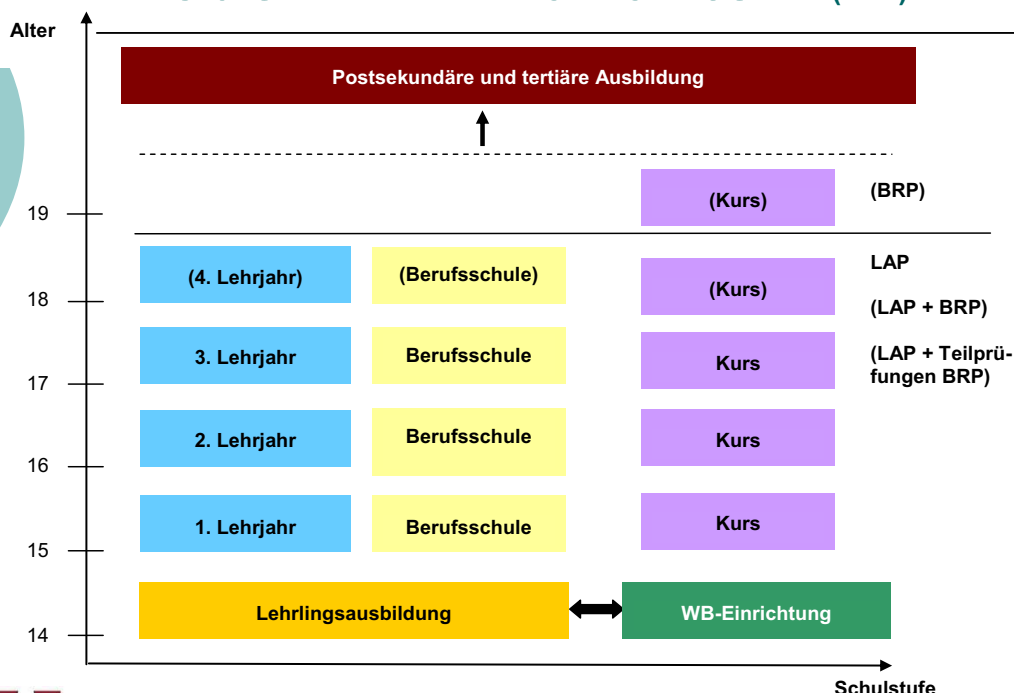 Alter
Postsekundäre und tertiäre Ausbildung
19
(Kurs)
(BRP)
(4. Lehrjahr)
(Berufsschule)
(Kurs)
LAP
18
(LAP + BRP)
3. Lehrjahr
Berufsschule
Kurs
(LAP + Teilprü-
fungen BRP)
17
2. Lehrjahr
Berufsschule
Kurs
16
1. Lehrjahr
Berufsschule
Kurs
15
Lehrlingsausbildung
WB-Einrichtung
14
Schulstufe